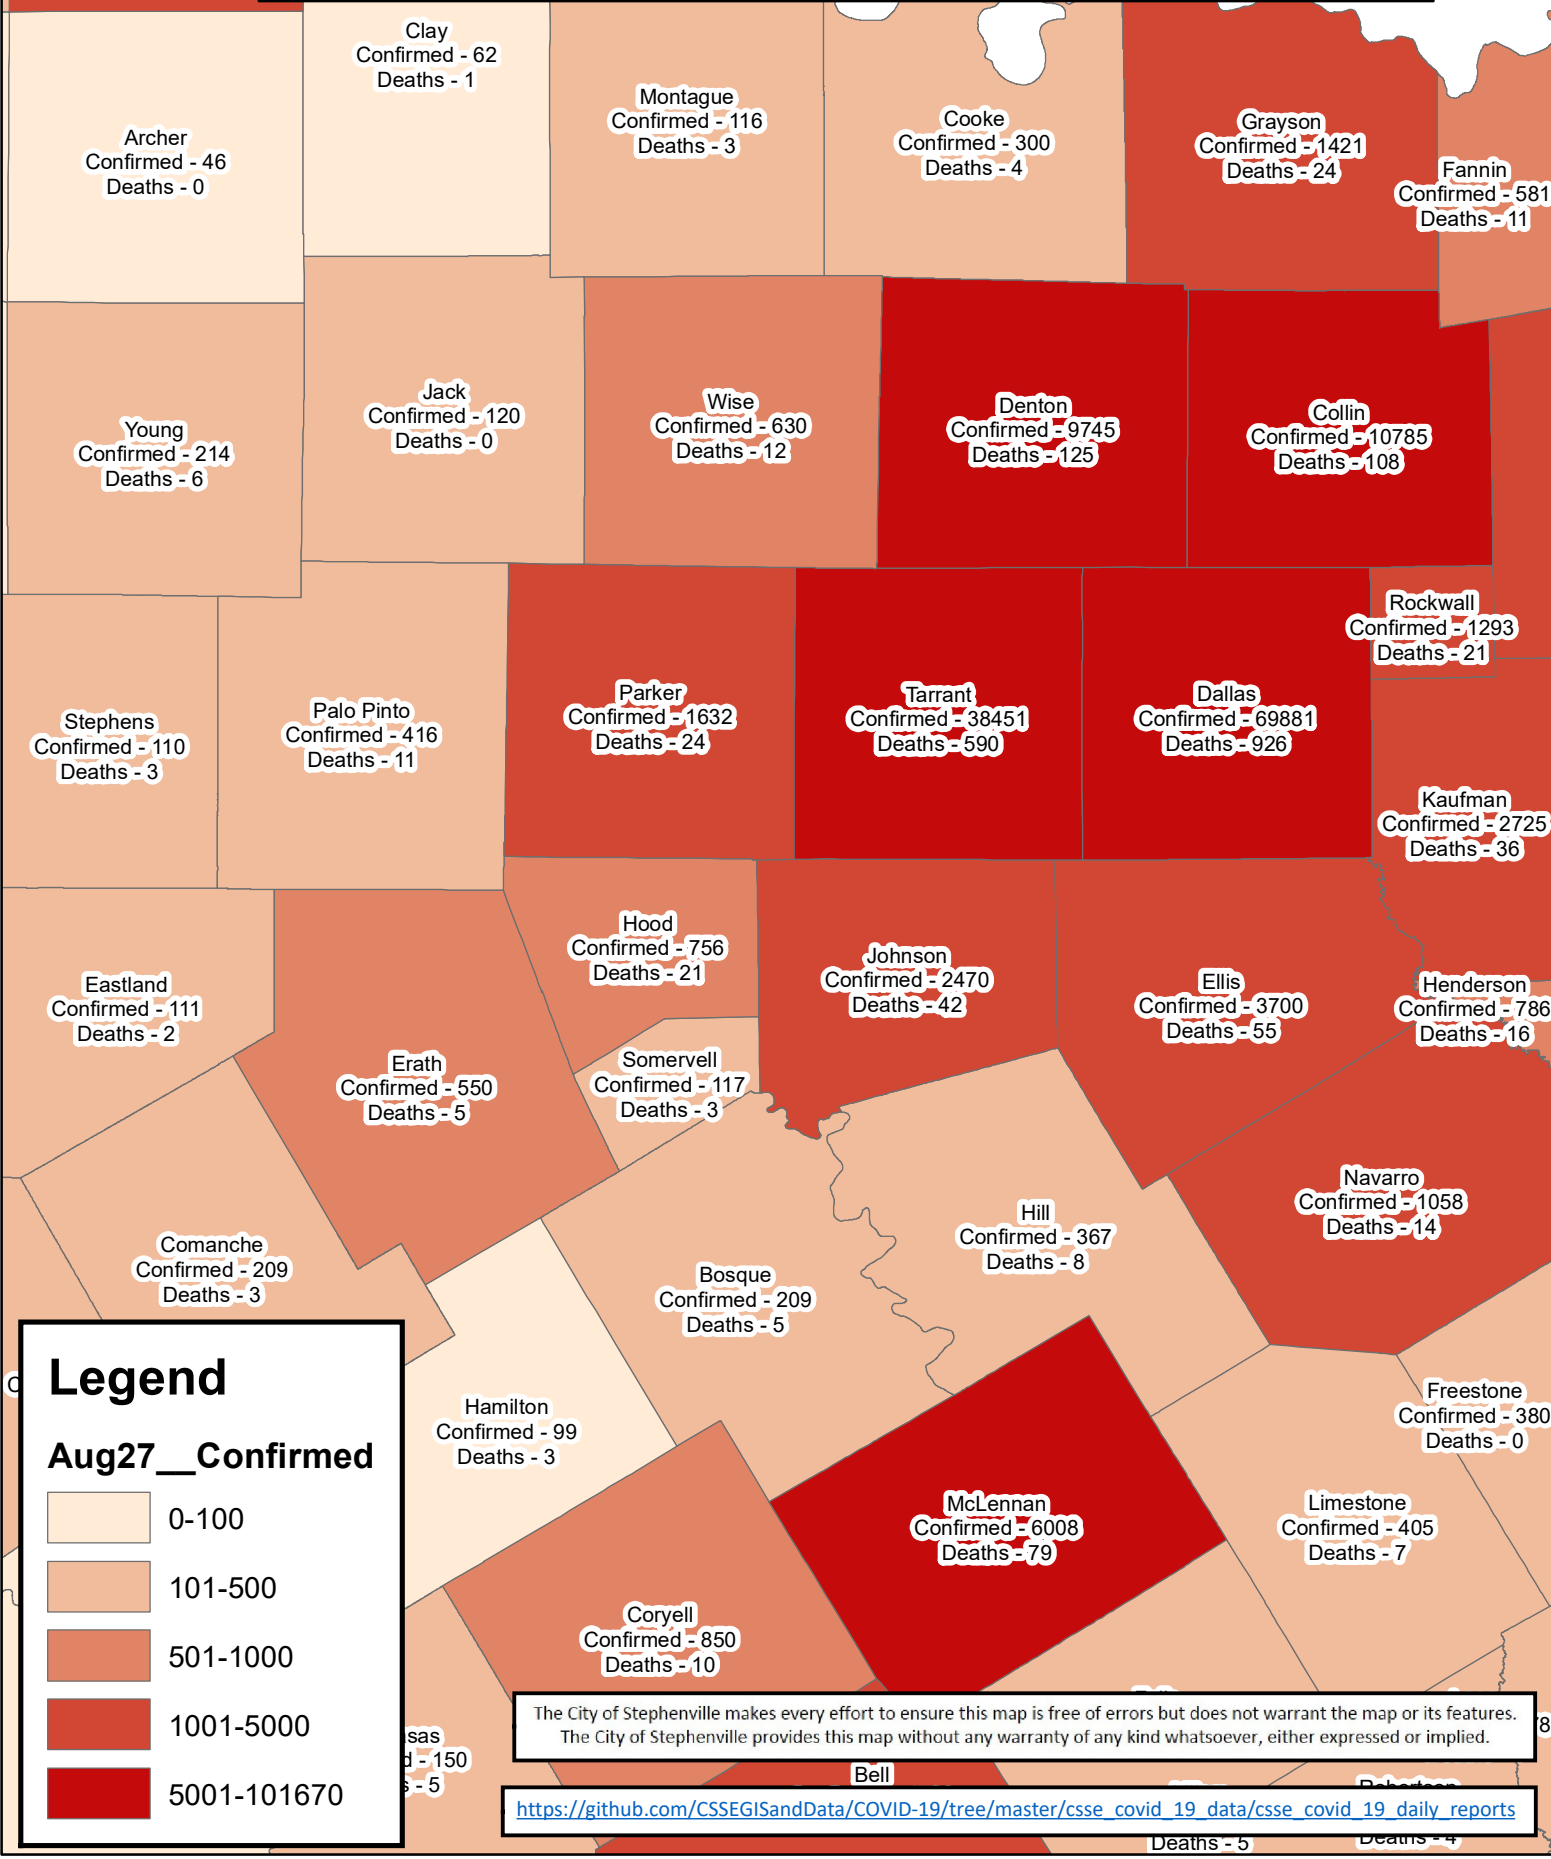 Clay
Confirmed - 62
Deaths - 1
Montague
Confirmed - 116
Deaths - 3
Cooke
Confirmed - 300
Deaths - 4
Grayson
Confirmed - 1421
Deaths - 24
Archer
Confirmed - 46
Deaths - 0
Fannin
Confirmed - 581
Deaths - 11
Young
Confirmed - 214
Deaths - 6
Jack
Confirmed - 120
Deaths - 0
Wise
Confirmed - 630
Deaths - 12
Denton
Confirmed - 9745
Deaths - 125
Collin
Confirmed - 10785
Deaths - 108
Rockwall
Confirmed - 1293
Deaths - 21
Stephens
Confirmed - 110
Deaths - 3
Palo Pinto
Confirmed - 416
Deaths - 11
Parker
Confirmed - 1632
Deaths - 24
Tarrant
Confirmed - 38451
Deaths - 590
Dallas
Confirmed - 69881
Deaths - 926
Kaufman
Confirmed - 2725
Deaths - 36
Eastland
Confirmed - 111
Deaths - 2
Hood
Confirmed - 756
Deaths - 21
Johnson
Confirmed - 2470
Deaths - 42
Ellis
Confirmed - 3700
Deaths - 55
Henderson
Confirmed - 786
Deaths - 16
Erath
Confirmed - 550
Deaths - 5
Somervell
Confirmed - 117
Deaths - 3
Navarro
Confirmed - 1058
Deaths - 14
Comanche
Confirmed - 209
Deaths - 3
Bosque
Confirmed - 209
Deaths - 5
Hill
Confirmed - 367
Deaths - 8
Hamilton
Confirmed - 99
Deaths - 3
Freestone
Confirmed - 380
Deaths - 0
McLennan
Confirmed - 6008
Deaths - 79
Limestone
Confirmed - 405
Deaths - 7
Coryell
Confirmed - 850
Deaths - 10
Legend
Aug27__Confirmed
0-100
101-500
501-1000
1001-5000
5001-101670
sas
d - 150
s - 5
The City of Stephenville makes every effort to ensure this map is free of errors but does not warrant the map or its features.
The City of Stephenville provides this map without any warranty of any kind whatsoever, either expressed or implied.
Bell
https://github.com/CSSEGISandData/COVID-19/tree/master/csse_covid_19_data/csse_covid_19_daily_reports
Deaths - 5
Deaths - 4